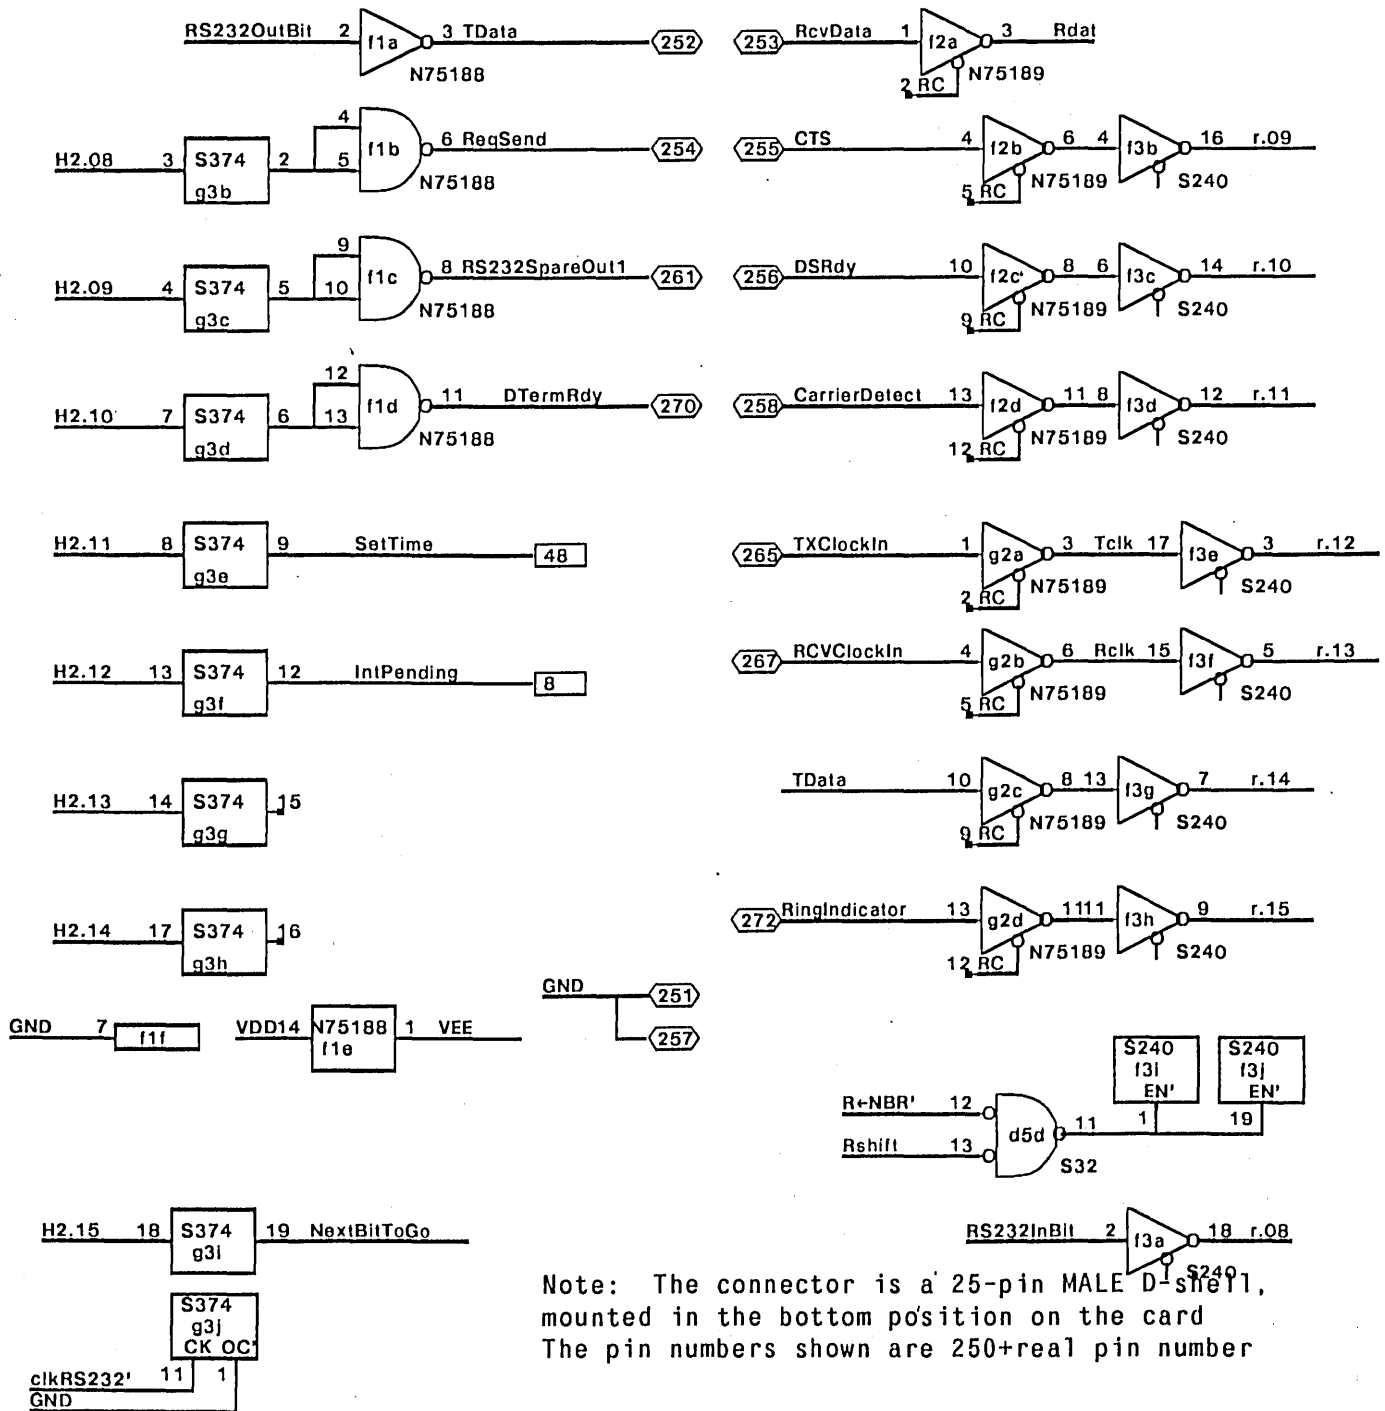 RS232OutBit 2 f1a 3 TData 252
N75188
253 RcvData 1 f2a 3 Rdat
2 RC N75189
H2.08 3 S374 g3b 2 4 5 f1b 6 ReqSend 254
N75188
255 CTS 4 f2b 6 4 f3b 16 r.09
5 RC N75189 S240
H2.09 4 S374 g3c 5 9 10 f1c 8 RS232SpareOut1 261
N75188
256 DSRdy 10 f2c' 8 6 f3c 14 r.10
9 RC N75189 S240
H2.10 7 S374 g3d 6 12 13 f1d 11 DTermRdy 270
N75188
258 CarrierDetect 13 f2d 11 8 f3d 12 r.11
12 RC N75189 S240
H2.11 8 S374 g3e 9 SetTime 48
265 TXClockIn 1 g2a 3 Tclk 17 f3e 3 r.12
2 RC N75189 S240
H2.12 13 S374 g3f 12 IntPending 8
267 RCVClockIn 4 g2b 6 Rclk 15 f3f 5 r.13
5 RC N75189 S240
H2.13 14 S374 g3g 15
TData 10 g2c 8 13 f3g 7 r.14
9 RC N75189 S240
H2.14 17 S374 g3h 16
272 RingIndicator 13 g2d 11 11 f3h 9 r.15
12 RC N75189 S240
GND 7 f1f
VDD 14 N75188 f1e 1 VEE
GND 251
257
S240 f3i EN' 1
S240 f3j EN' 19
R←NBR' 12
Rshift 13 d5d 11
S32
H2.15 18 S374 g3i 19 NextBitToGo
RS232InBit 2 f3a 18 r.08
S240
S374 g3j CK OC'
clkRS232' 11 1
GND
Note: The connector is a 25-pin MALE D-shell,
mounted in the bottom position on the card
The pin numbers shown are 250+real pin number